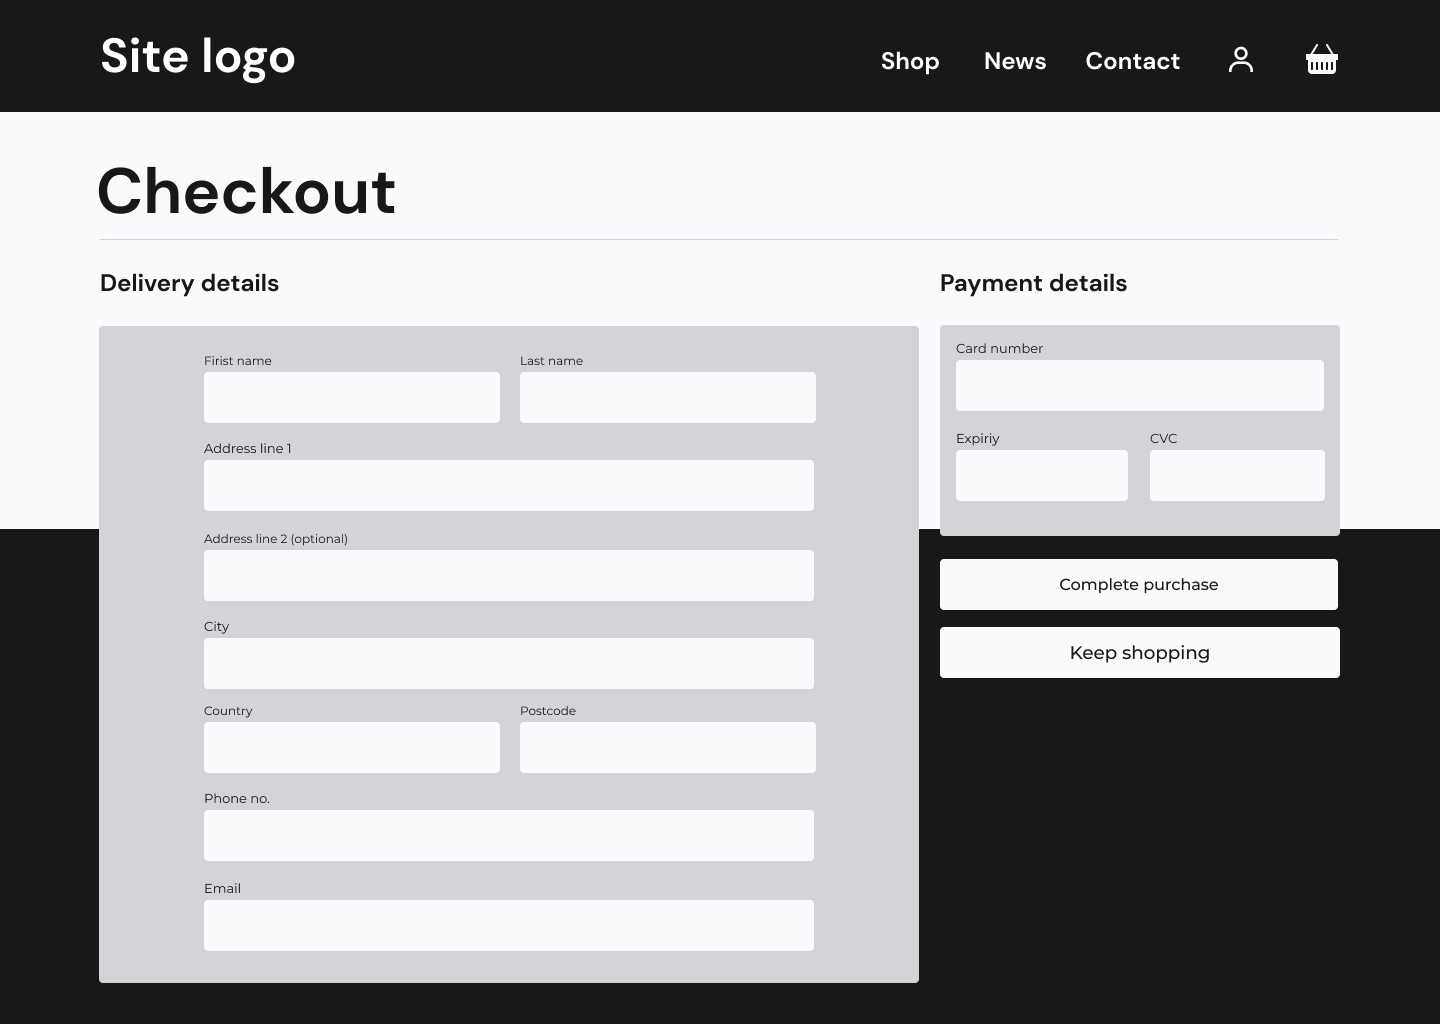 Site logo
Shop News Contact
Checkout
Delivery details
Payment details
Firist name
Last name
Address line 1
Address line 2 (optional)
City
Country
Postcode
Phone no.
Email
Card number
Expiriy
CVC
Complete purchase
Keep shopping